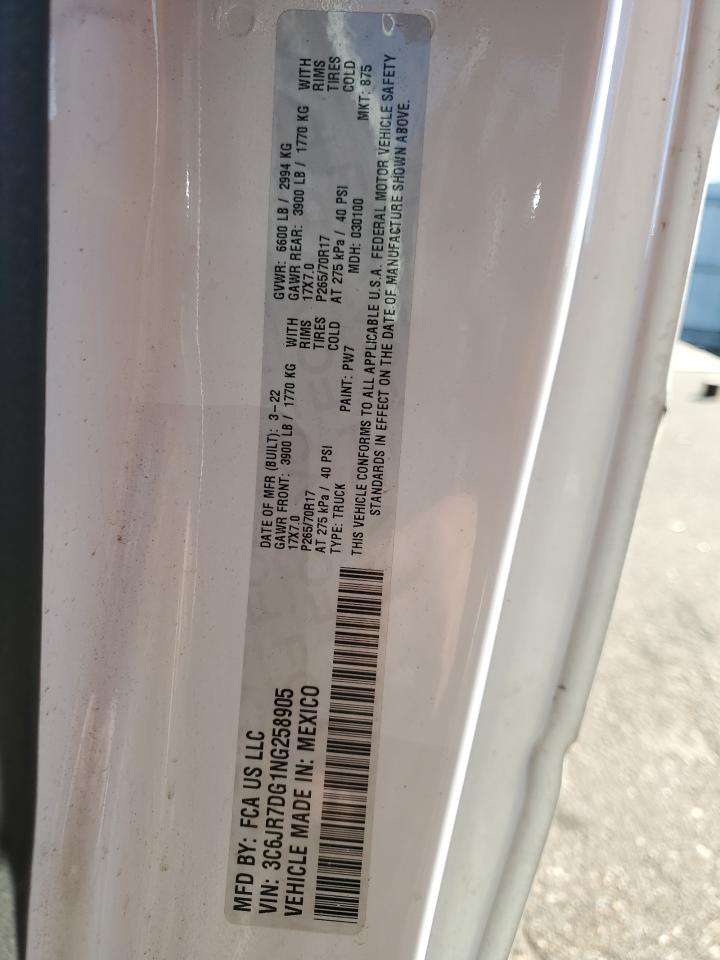 MFD BY: FCA US LLC
VIN: 3C6JR7DG1NG258905
VEHICLE MADE IN: MEXICO
DATE OF MFR (BUILT): 3-22
GVWR: 6600 LB / 2994 KG
GAWR FRONT: 3900 LB / 1770 KG WITH
GAWR REAR: 3900 LB / 1770 KG WITH
17X7.0 RIMS
17X7.0 RIMS
P265/70R17 TIRES
P265/70R17 TIRES
AT 275 kPa / 40 PSI COLD
AT 275 kPa / 40 PSI COLD
TYPE: TRUCK PAINT: PW7 MDH: 030100 MKT: 875
THIS VEHICLE CONFORMS TO ALL APPLICABLE U.S.A. FEDERAL MOTOR VEHICLE SAFETY
STANDARDS IN EFFECT ON THE DATE OF MANUFACTURE SHOWN ABOVE.